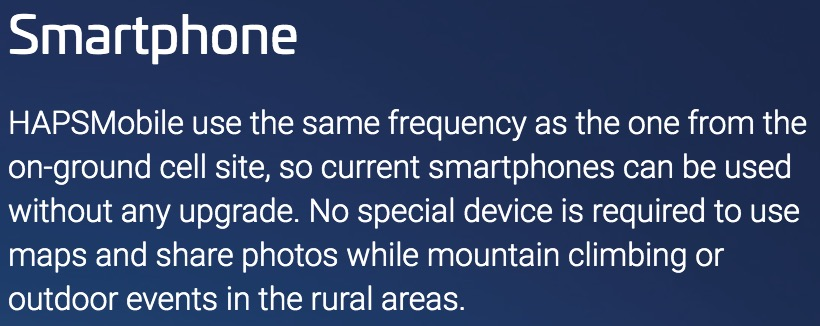 Smartphone
HAPSMobile use the same frequency as the one from the
on-ground cell site, so current smartphones can be used
without any upgrade. No special device is required to use
maps and share photos while mountain climbing or
outdoor events in the rural areas.